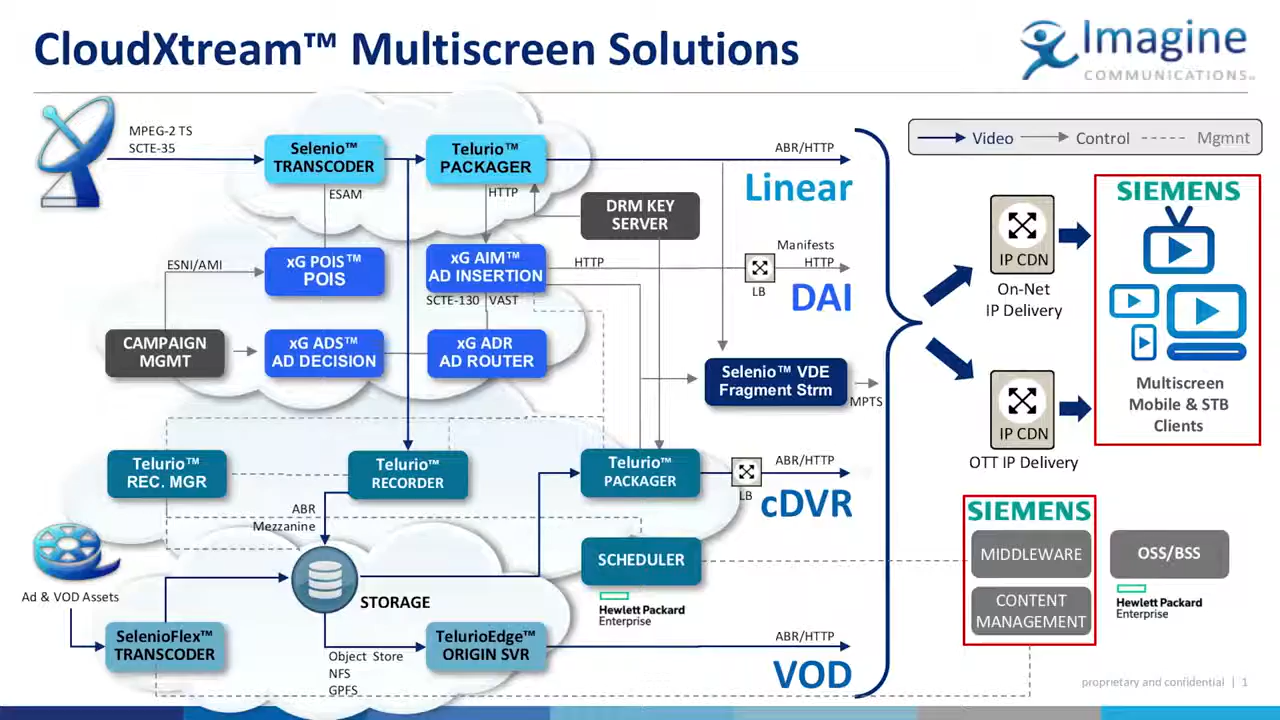 CloudXtream™ Multiscreen Solutions
Imagine
COMMUNICATIONS
MPEG-2 TS
SCTE-35
Selenio™
TRANSCODER
Telurio™
PACKAGER
ABR/HTTP
Linear
Video
Control
Mgmnt
ESAM
HTTP
DRM KEY
SERVER
ESNI/AMI
xG POIS™
POIS
xG AIM™
AD INSERTION
HTTP
LB
Manifests
HTTP
DAI
SCTE-130
VAST
CAMPAIGN
MGMT
xG ADS™
AD DECISION
xG ADR
AD ROUTER
Selenio™ VDE
Fragment Strm
MPTS
IP CDN
On-Net
IP Delivery
IP CDN
OTT IP Delivery
SIEMENS
Multiscreen
Mobile & STB
Clients
Telurio™
REC. MGR
Telurio™
RECORDER
Telurio™
PACKAGER
LB
ABR/HTTP
cDVR
ABR
Mezzanine
Ad & VOD Assets
STORAGE
SCHEDULER
Hewlett Packard
Enterprise
SIEMENS
MIDDLEWARE
CONTENT
MANAGEMENT
OSS/BSS
Hewlett Packard
Enterprise
SelenioFlex™
TRANSCODER
Object Store
NFS
GPFS
TelurioEdge™
ORIGIN SVR
ABR/HTTP
VOD
proprietary and confidential | 1